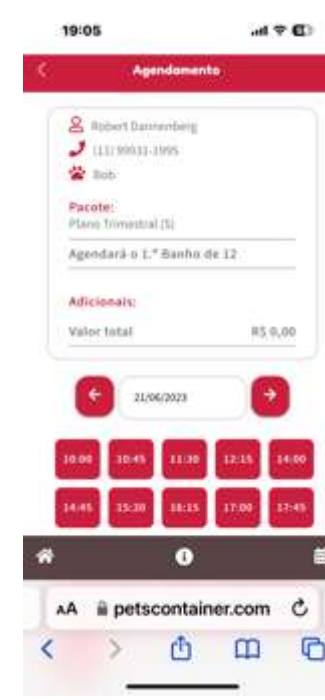 19:05
Agendamento
Robert Dannenberg
(11) 99931-1995
Bob
Pacote:
Plano Trimestral (S)
Agendará o 1.º Banho de 12
Adicionais:
Valor total R$ 0,00
21/06/2023
10:00 10:45 11:30 12:15 14:00
14:45 15:30 16:15 17:00 17:45
AA petscontainer.com